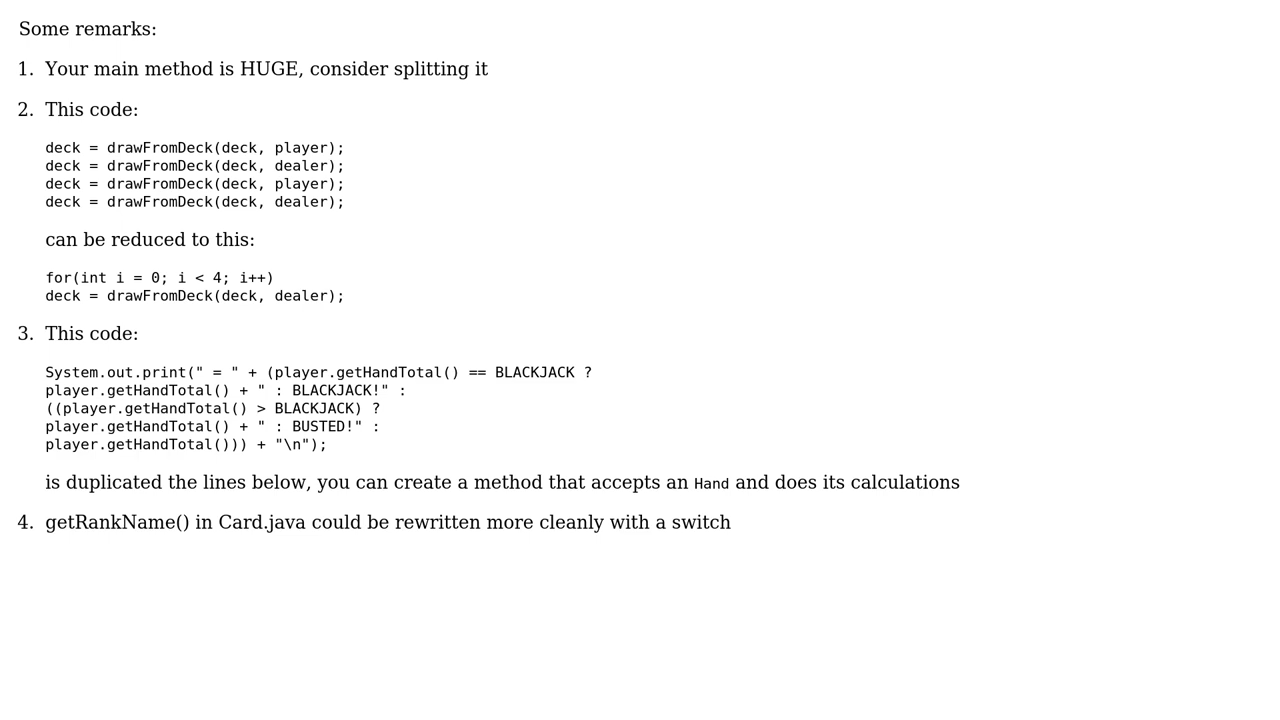 Some remarks:
1. Your main method is HUGE, consider splitting it
2. This code:
deck = drawFromDeck(deck, player);
deck = drawFromDeck(deck, dealer);
deck = drawFromDeck(deck, player);
deck = drawFromDeck(deck, dealer);
can be reduced to this:
for(int i = 0; i < 4; i++)
deck = drawFromDeck(deck, dealer);
3. This code:
System.out.print(" = " + (player.getHandTotal() == BLACKJACK ?
player.getHandTotal() + " : BLACKJACK!" :
((player.getHandTotal() > BLACKJACK) ?
player.getHandTotal() + " : BUSTED!" :
player.getHandTotal())) + "\n");
is duplicated the lines below, you can create a method that accepts an Hand and does its calculations
4. getRankName() in Card.java could be rewritten more cleanly with a switch